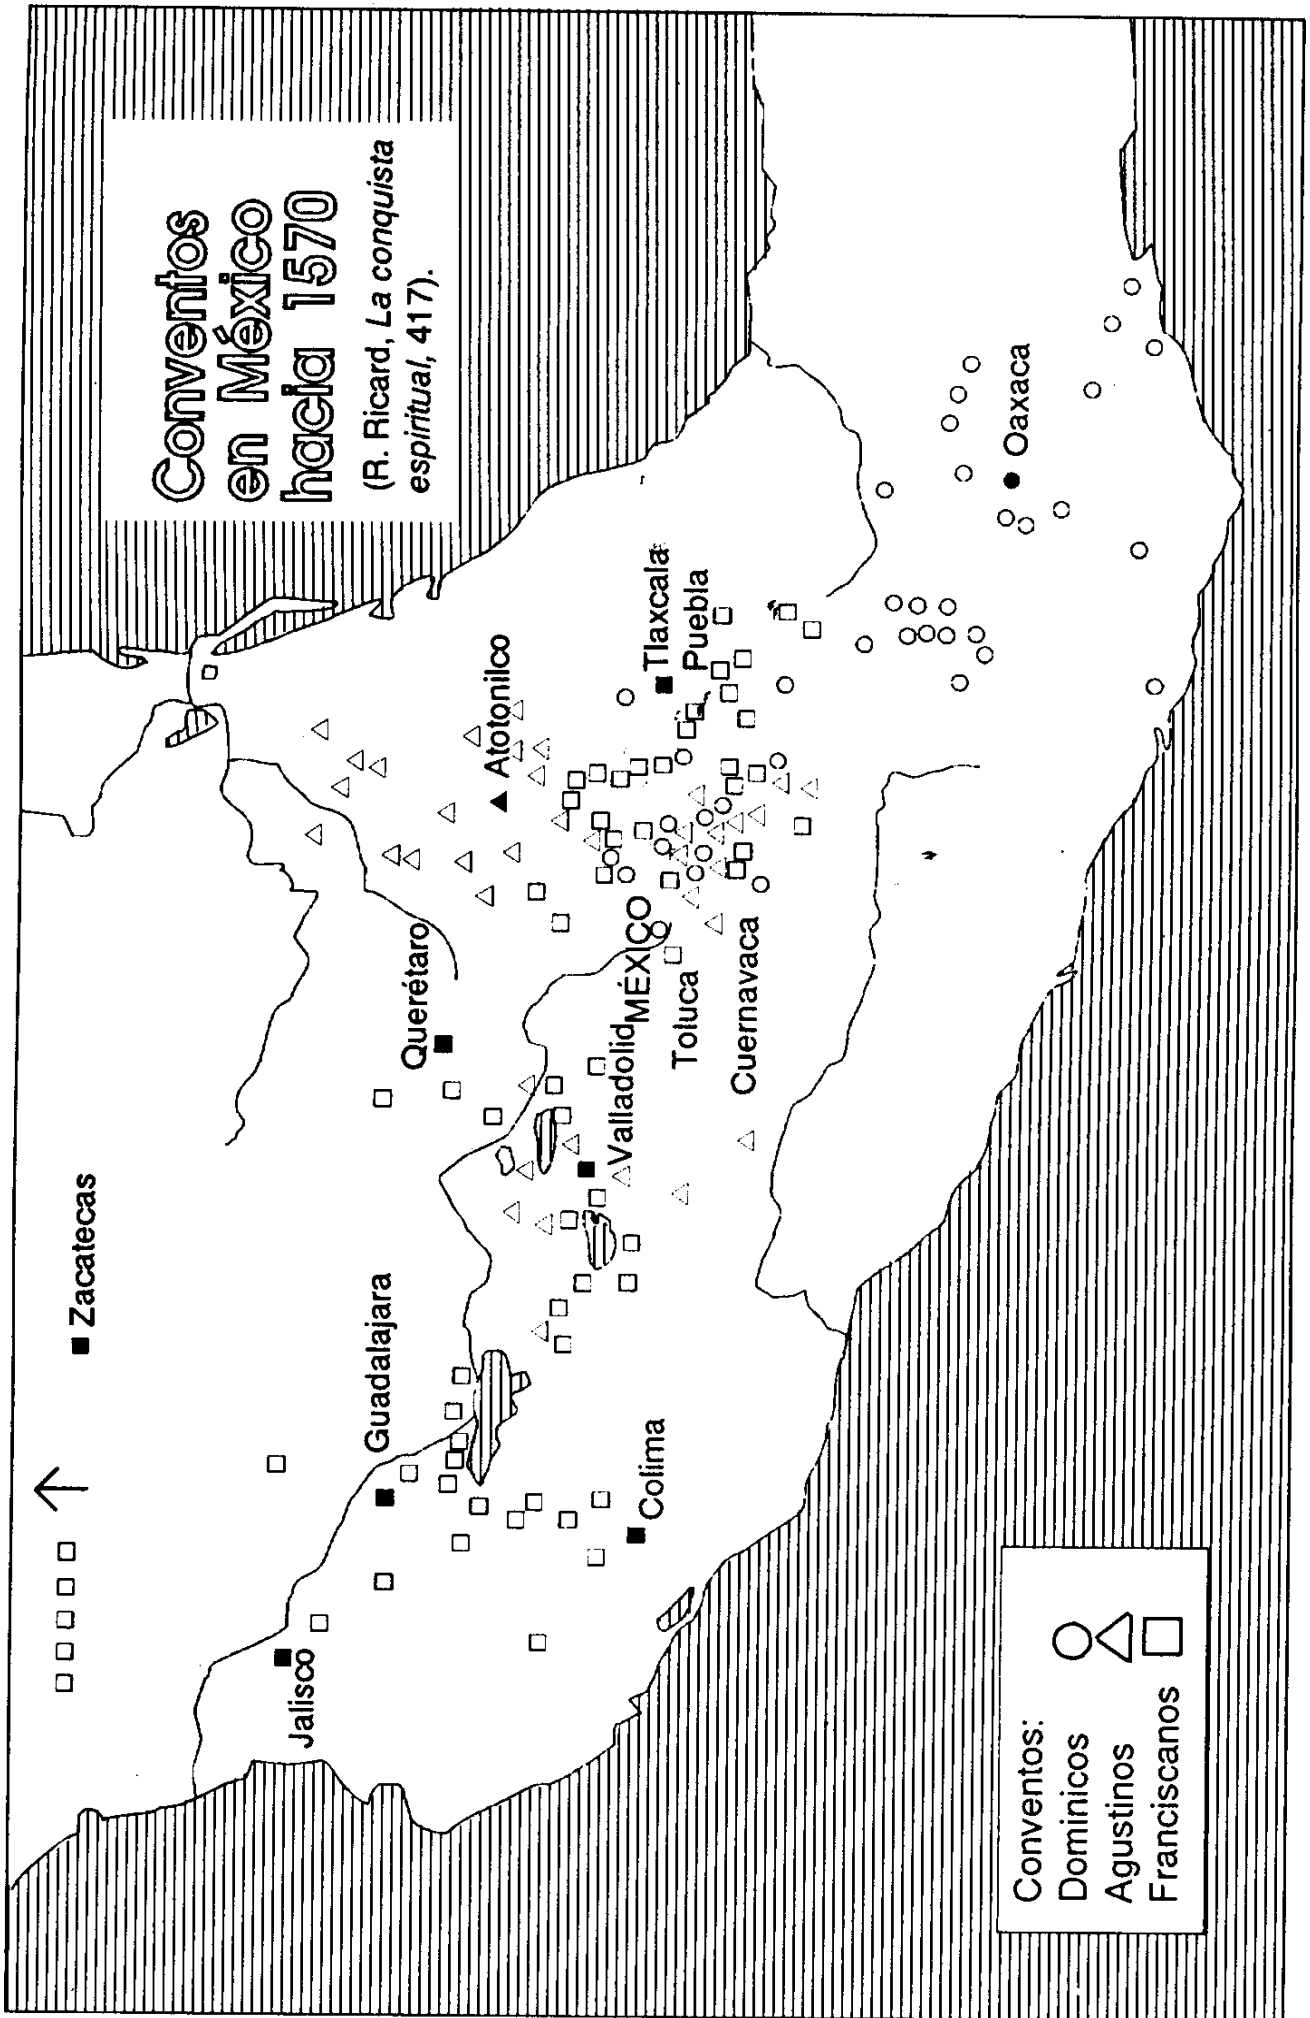 Conventos
en México
hacia 1570
(R. Ricard, La conquista
espiritual, 417).
Zacatecas
Guadalajara
Jalisco
Colima
Querétaro
Atotonilco
Valladolid
MÉXICO
Toluca
Cuernavaca
Tlaxcala
Puebla
Oaxaca
Conventos:
Dominicos
Agustinos
Franciscanos